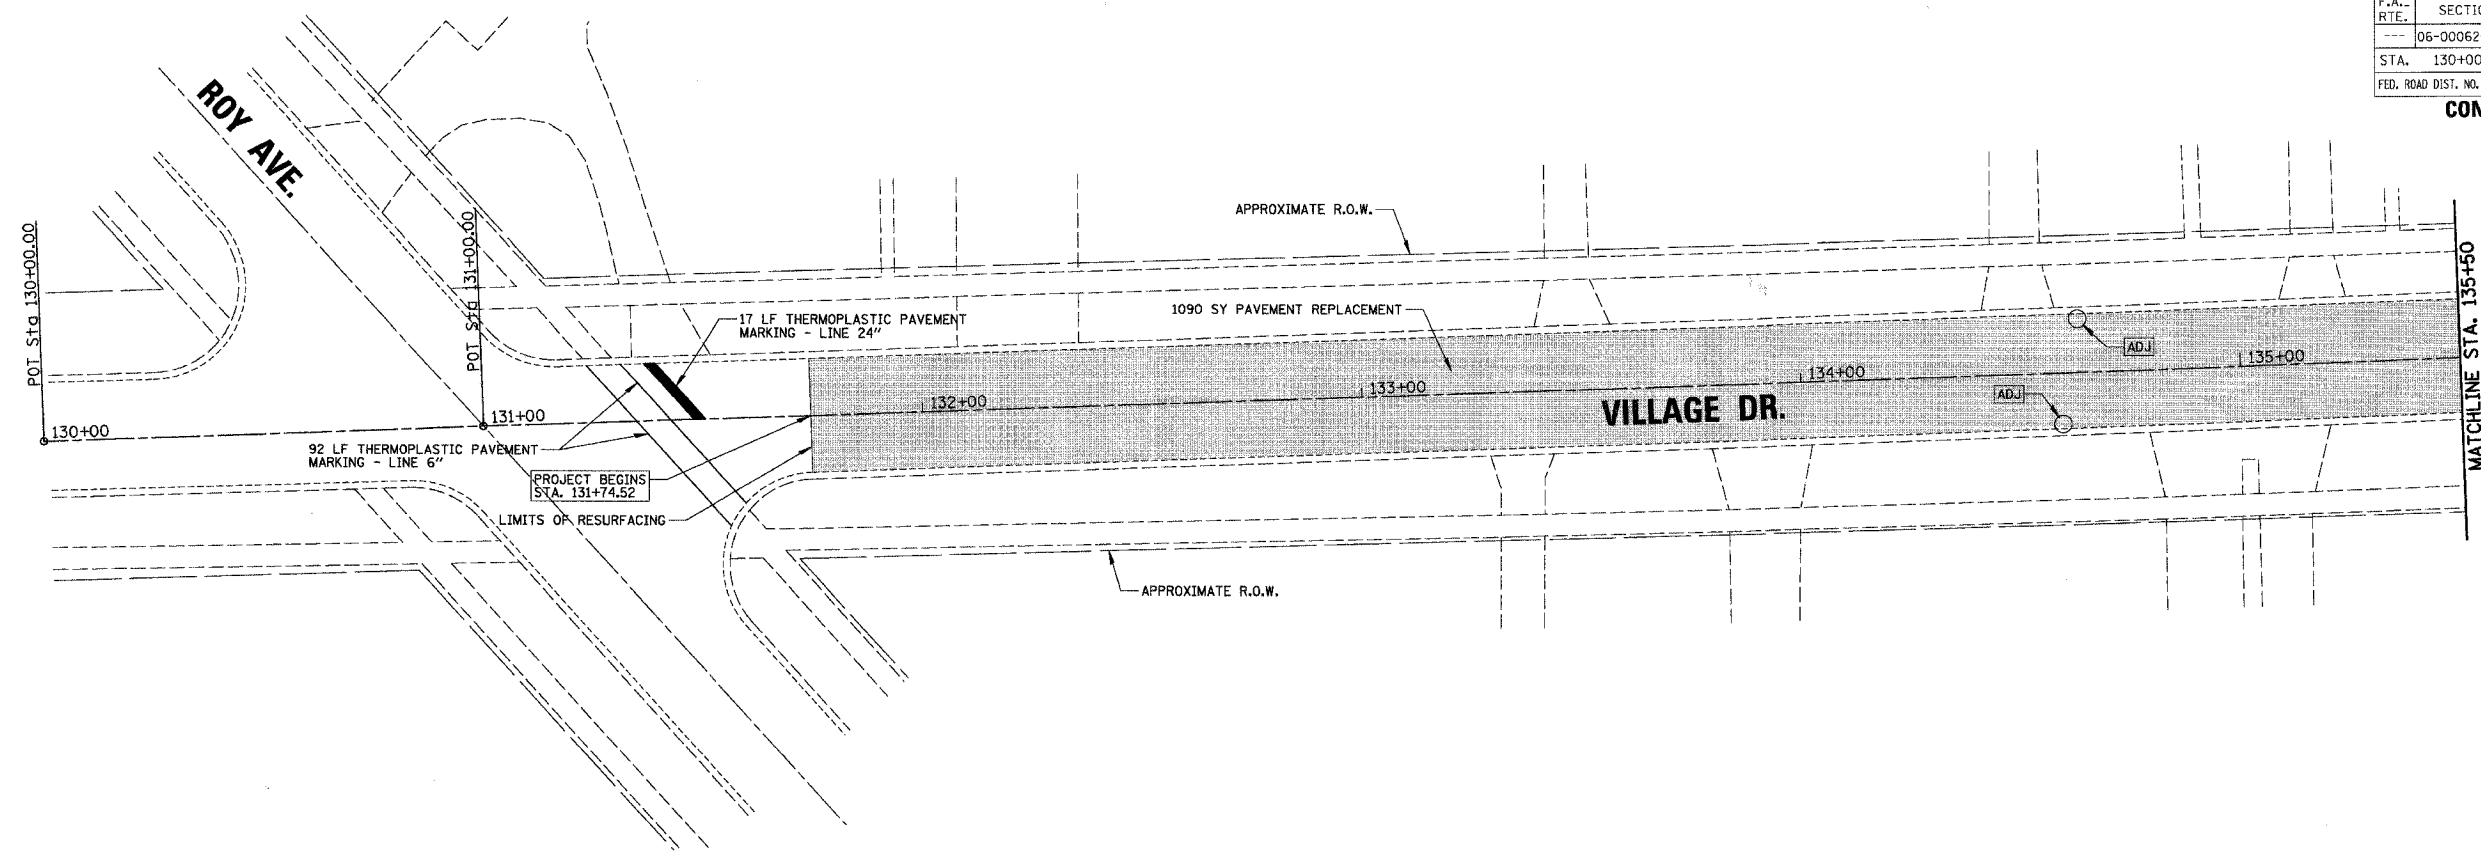 F.A.
RTE.
SECTIO
--- 06-00062
STA. 130+00
FED. ROAD DIST. NO.
CON
ROY AVE.
POT Sta 130+00.00
POT Sta 131+00.00
APPROXIMATE R.O.W.
17 LF THERMOPLASTIC PAVEMENT
MARKING - LINE 24"
1090 SY PAVEMENT REPLACEMENT
MATCHLINE STA. 135+50
ADJ
135+00
134+00
133+00
132+00
ADJ
VILLAGE DR.
131+00
130+00
92 LF THERMOPLASTIC PAVEMENT
MARKING - LINE 6"
PROJECT BEGINS
STA. 131+74.52
LIMITS OF RESURFACING
APPROXIMATE R.O.W.